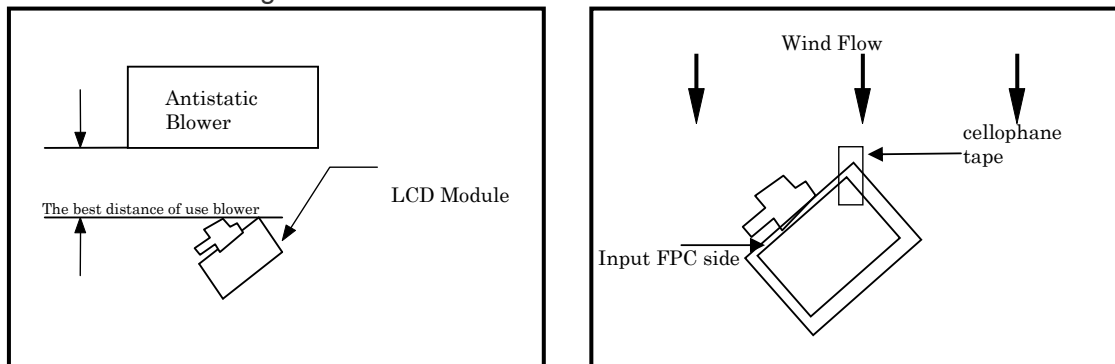 Antistatic
Blower
LCD Module
The best distance of use blower
Wind Flow
cellophane
tape
Input FPC side